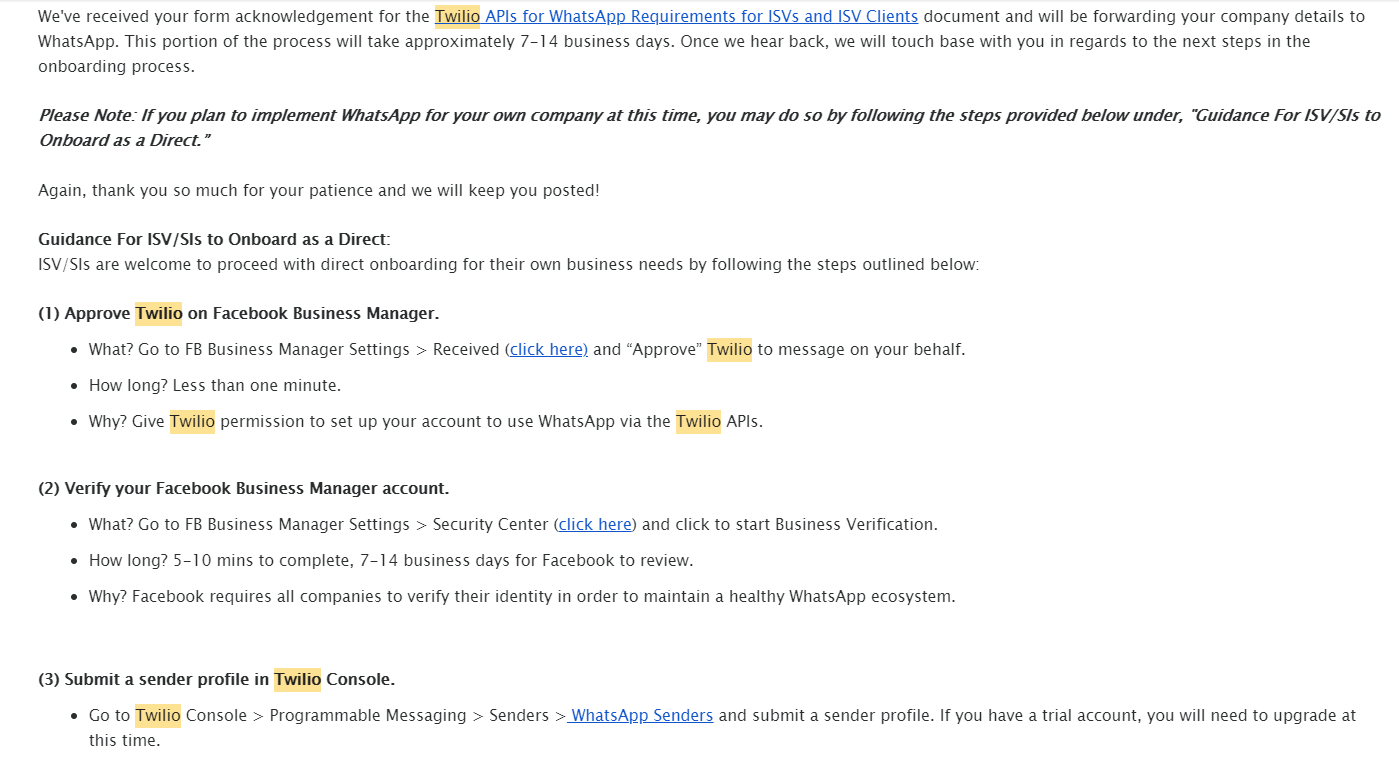 We've received your form acknowledgement for the Twilio APIs for WhatsApp Requirements for ISVs and ISV Clients document and will be forwarding your company details to
WhatsApp. This portion of the process will take approximately 7-14 business days. Once we hear back, we will touch base with you in regards to the next steps in the
onboarding process.
Please Note: If you plan to implement WhatsApp for your own company at this time, you may do so by following the steps provided below under, "Guidance For ISV/SIs to
Onboard as a Direct.”
Again, thank you so much for your patience and we will keep you posted!
Guidance For ISV/SIs to Onboard as a Direct:
ISV/SIs are welcome to proceed with direct onboarding for their own business needs by following the steps outlined below:
(1) Approve Twilio on Facebook Business Manager.
• What? Go to FB Business Manager Settings > Received (click here) and “Approve” Twilio to message on your behalf.
• How long? Less than one minute.
• Why? Give Twilio permission to set up your account to use WhatsApp via the Twilio APIs.
(2) Verify your Facebook Business Manager account.
• What? Go to FB Business Manager Settings > Security Center (click here) and click to start Business Verification.
• How long? 5-10 mins to complete, 7-14 business days for Facebook to review.
• Why? Facebook requires all companies to verify their identity in order to maintain a healthy WhatsApp ecosystem.
(3) Submit a sender profile in Twilio Console.
• Go to Twilio Console > Programmable Messaging > Senders > WhatsApp Senders and submit a sender profile. If you have a trial account, you will need to upgrade at
this time.